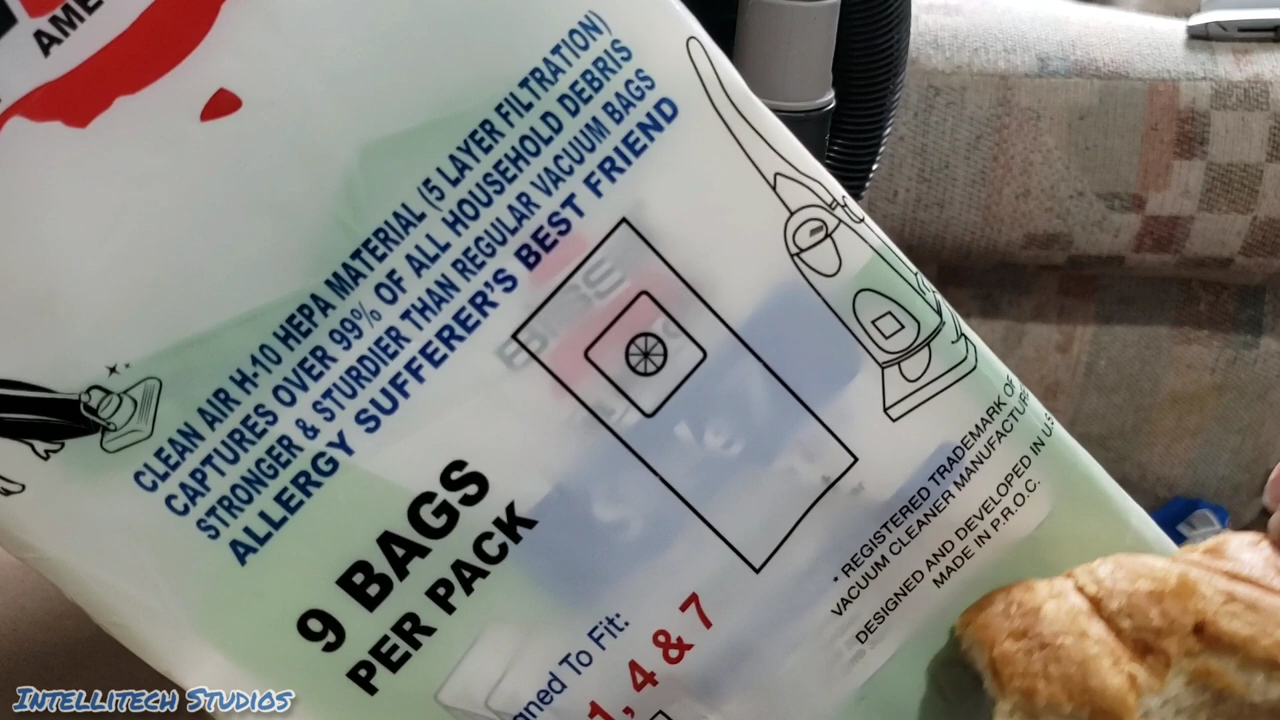 AME
CLEAN AIR H-10 HEPA MATERIAL (5 LAYER FILTRATION)
CAPTURES OVER 99% OF ALL HOUSEHOLD DEBRIS
STRONGER & STURDIER THAN REGULAR VACUUM BAGS
ALLERGY SUFFERER'S BEST FRIEND
9 BAGS
PER PACK
gned To Fit:
1, 4 & 7
* REGISTERED TRADEMARK OF
VACUUM CLEANER MANUFACTURE
DESIGNED AND DEVELOPED IN U.S
MADE IN P.R.O.C.
Intellitech Studios